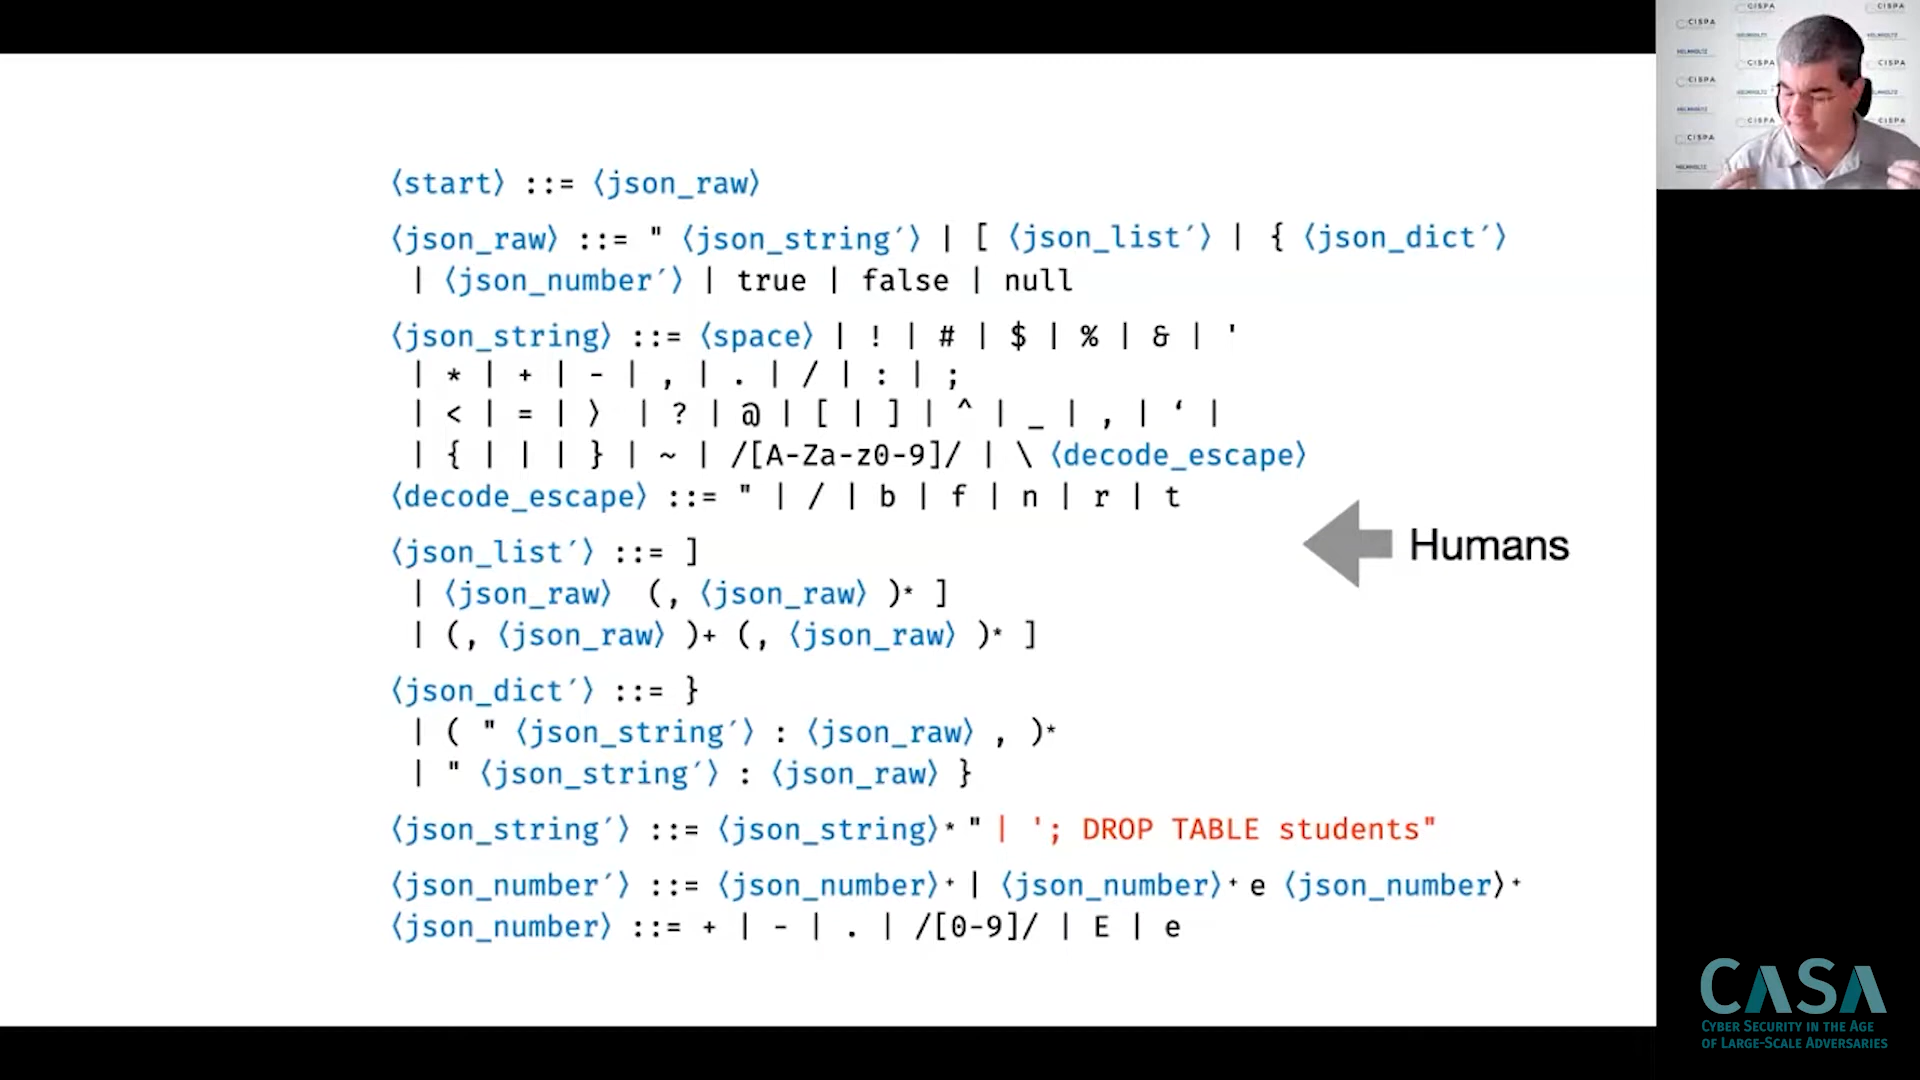 ⟨start⟩ ::= ⟨json_raw⟩
⟨json_raw⟩ ::= " ⟨json_string′⟩ | [ ⟨json_list′⟩ | { ⟨json_dict′⟩
| ⟨json_number′⟩ | true | false | null
⟨json_string⟩ ::= ⟨space⟩ | ! | # | $ | % | & | '
| * | + | - | , | . | / | : | ;
| < | = | ⟩ | ? | @ | [ | ] | ^ | _ | , | ‘ |
| { | | | } | ~ | /[A-Za-z0-9]/ | \ ⟨decode_escape⟩
⟨decode_escape⟩ ::= " | / | b | f | n | r | t
⟨json_list′⟩ ::= ]
| ⟨json_raw⟩ (, ⟨json_raw⟩ )* ]
| (, ⟨json_raw⟩ )+ (, ⟨json_raw⟩ )* ]
⟨json_dict′⟩ ::= }
| ( " ⟨json_string′⟩ : ⟨json_raw⟩ , )*
| " ⟨json_string′⟩ : ⟨json_raw⟩ }
⟨json_string′⟩ ::= ⟨json_string⟩* " | '; DROP TABLE students"
⟨json_number′⟩ ::= ⟨json_number⟩+ | ⟨json_number⟩+ e ⟨json_number⟩+
⟨json_number⟩ ::= + | - | . | /[0-9]/ | E | e
Humans
CISPA
HELMHOLTZ
CASA
CYBER SECURITY IN THE AGE
OF LARGE-SCALE ADVERSARIES